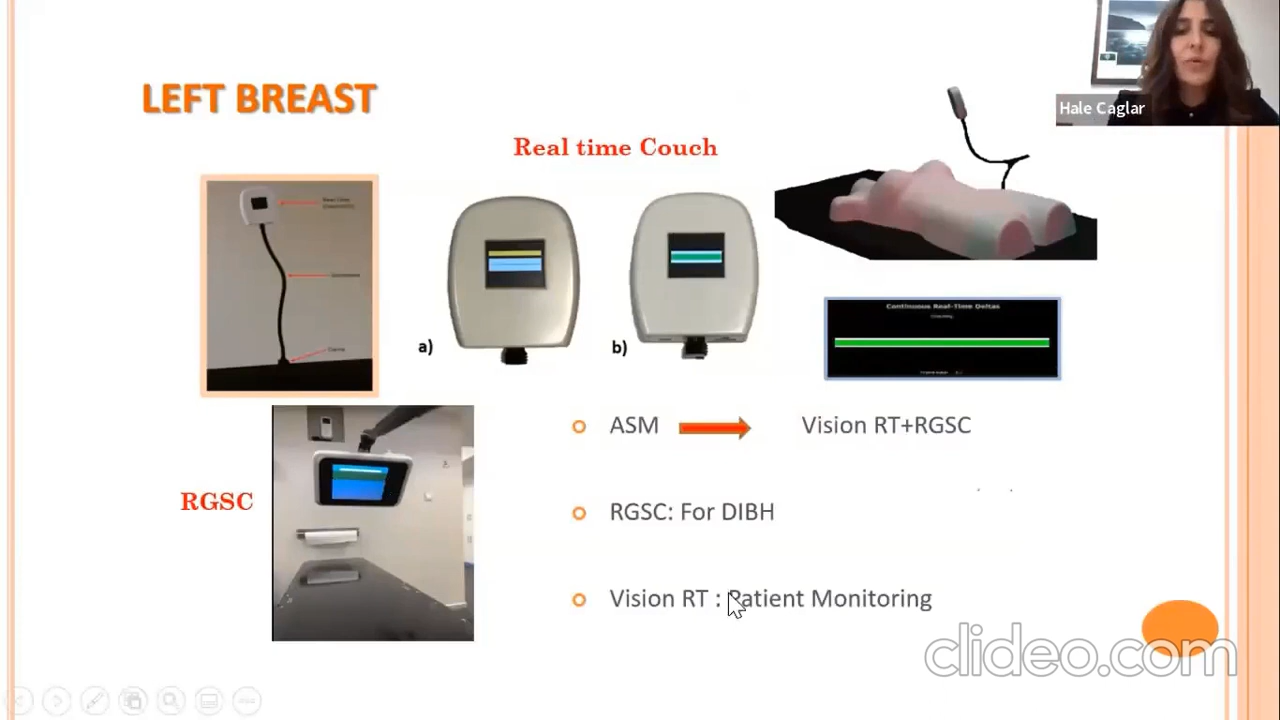 Hale Caglar
LEFT BREAST
Real time Couch
a)
b)
Continuous Real-Time Deltas
ASM
Vision RT+RGSC
RGSC
RGSC: For DIBH
Vision RT : Patient Monitoring
clideo.com